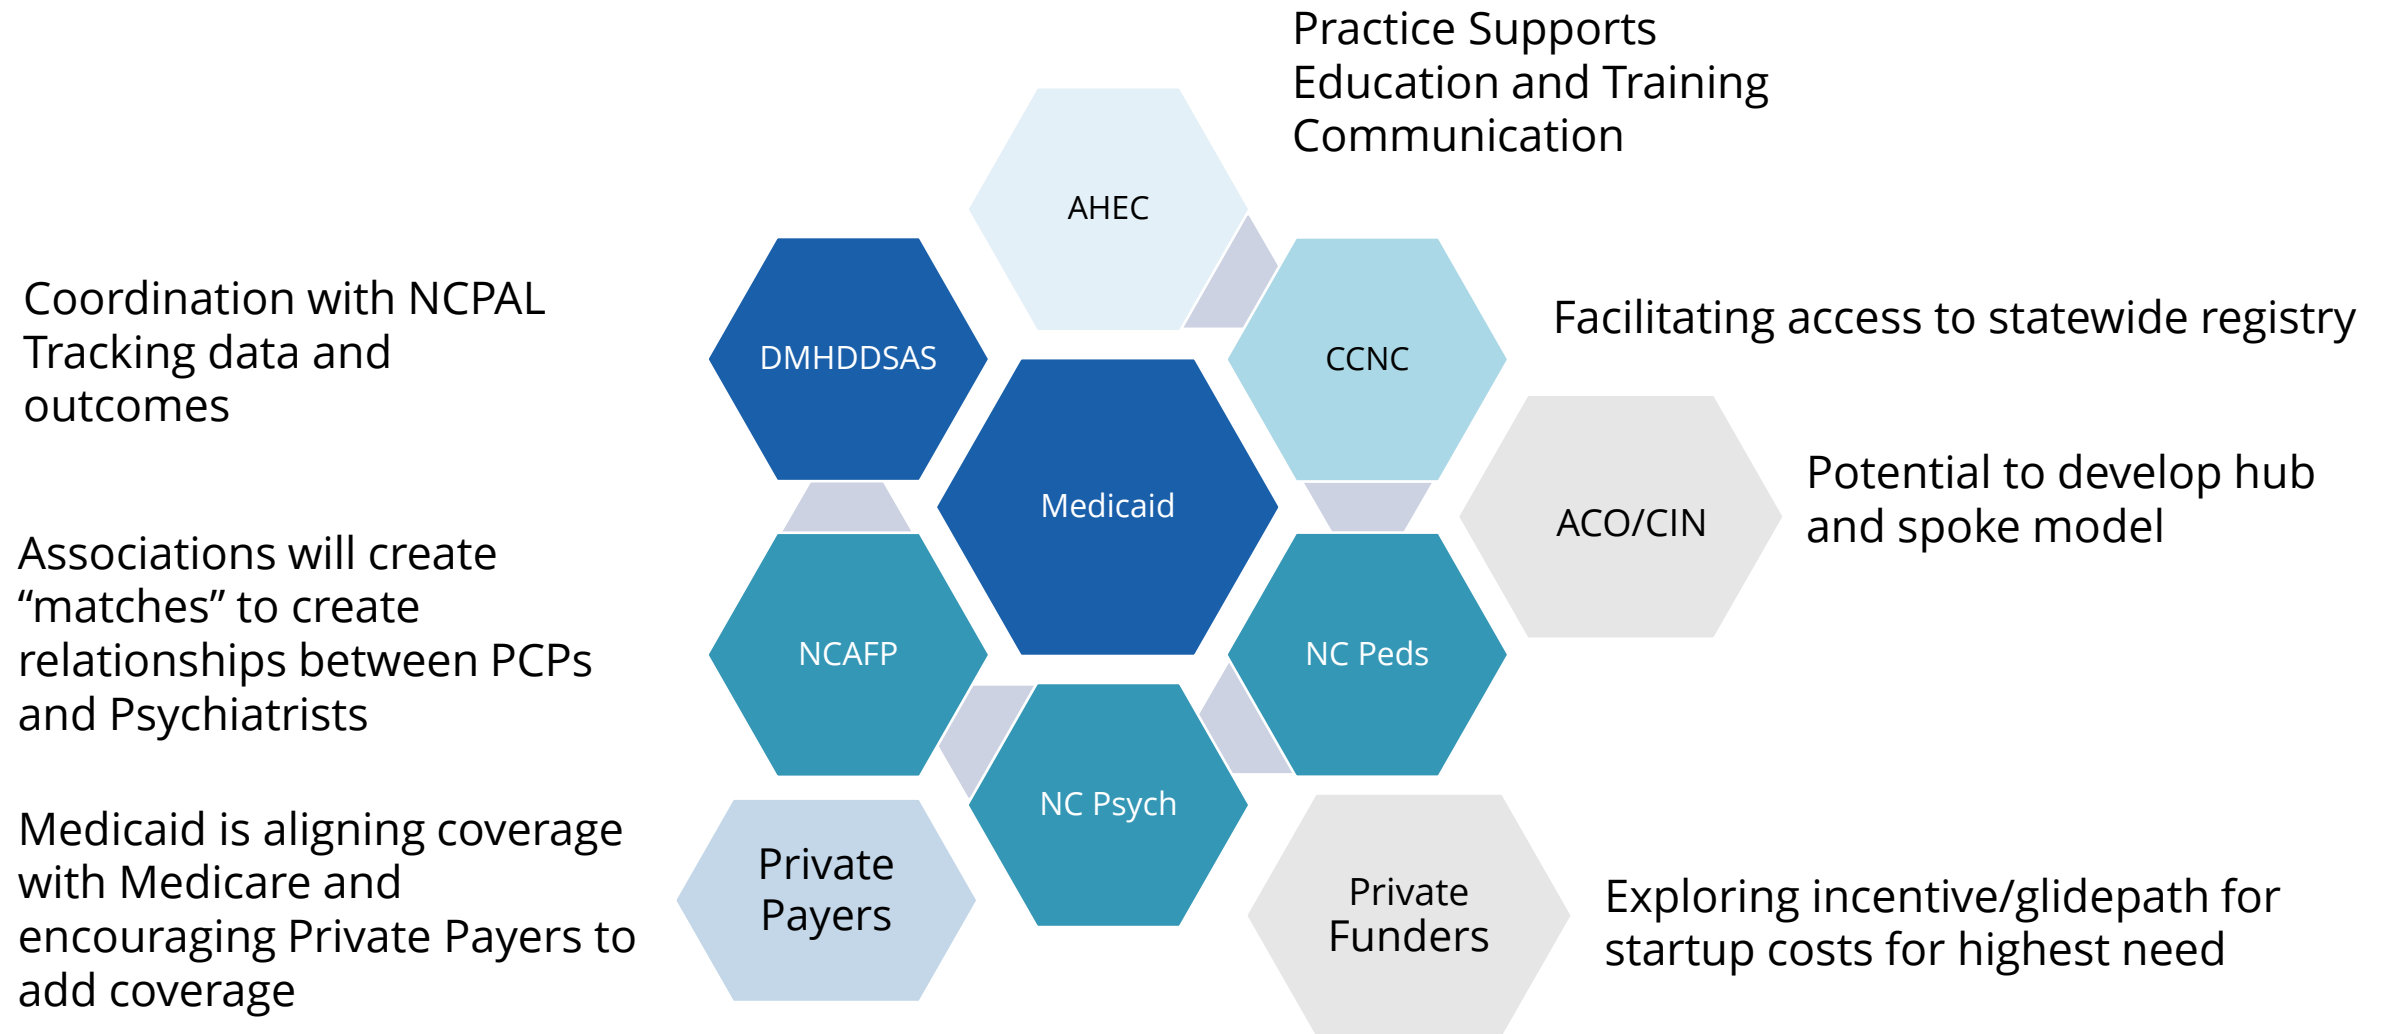 Practice Supports
Education and Training
Communication
AHEC
Coordination with NCPAL
Tracking data and
outcomes
DMHDDSAS
CCNC
Facilitating access to statewide registry
Medicaid
ACO/CIN
Potential to develop hub
and spoke model
Associations will create
“matches” to create
relationships between PCPs
and Psychiatrists
NCAFP
NC Peds
NC Psych
Medicaid is aligning coverage
with Medicare and
encouraging Private Payers to
add coverage
Private
Payers
Private
Funders
Exploring incentive/glidepath for
startup costs for highest need